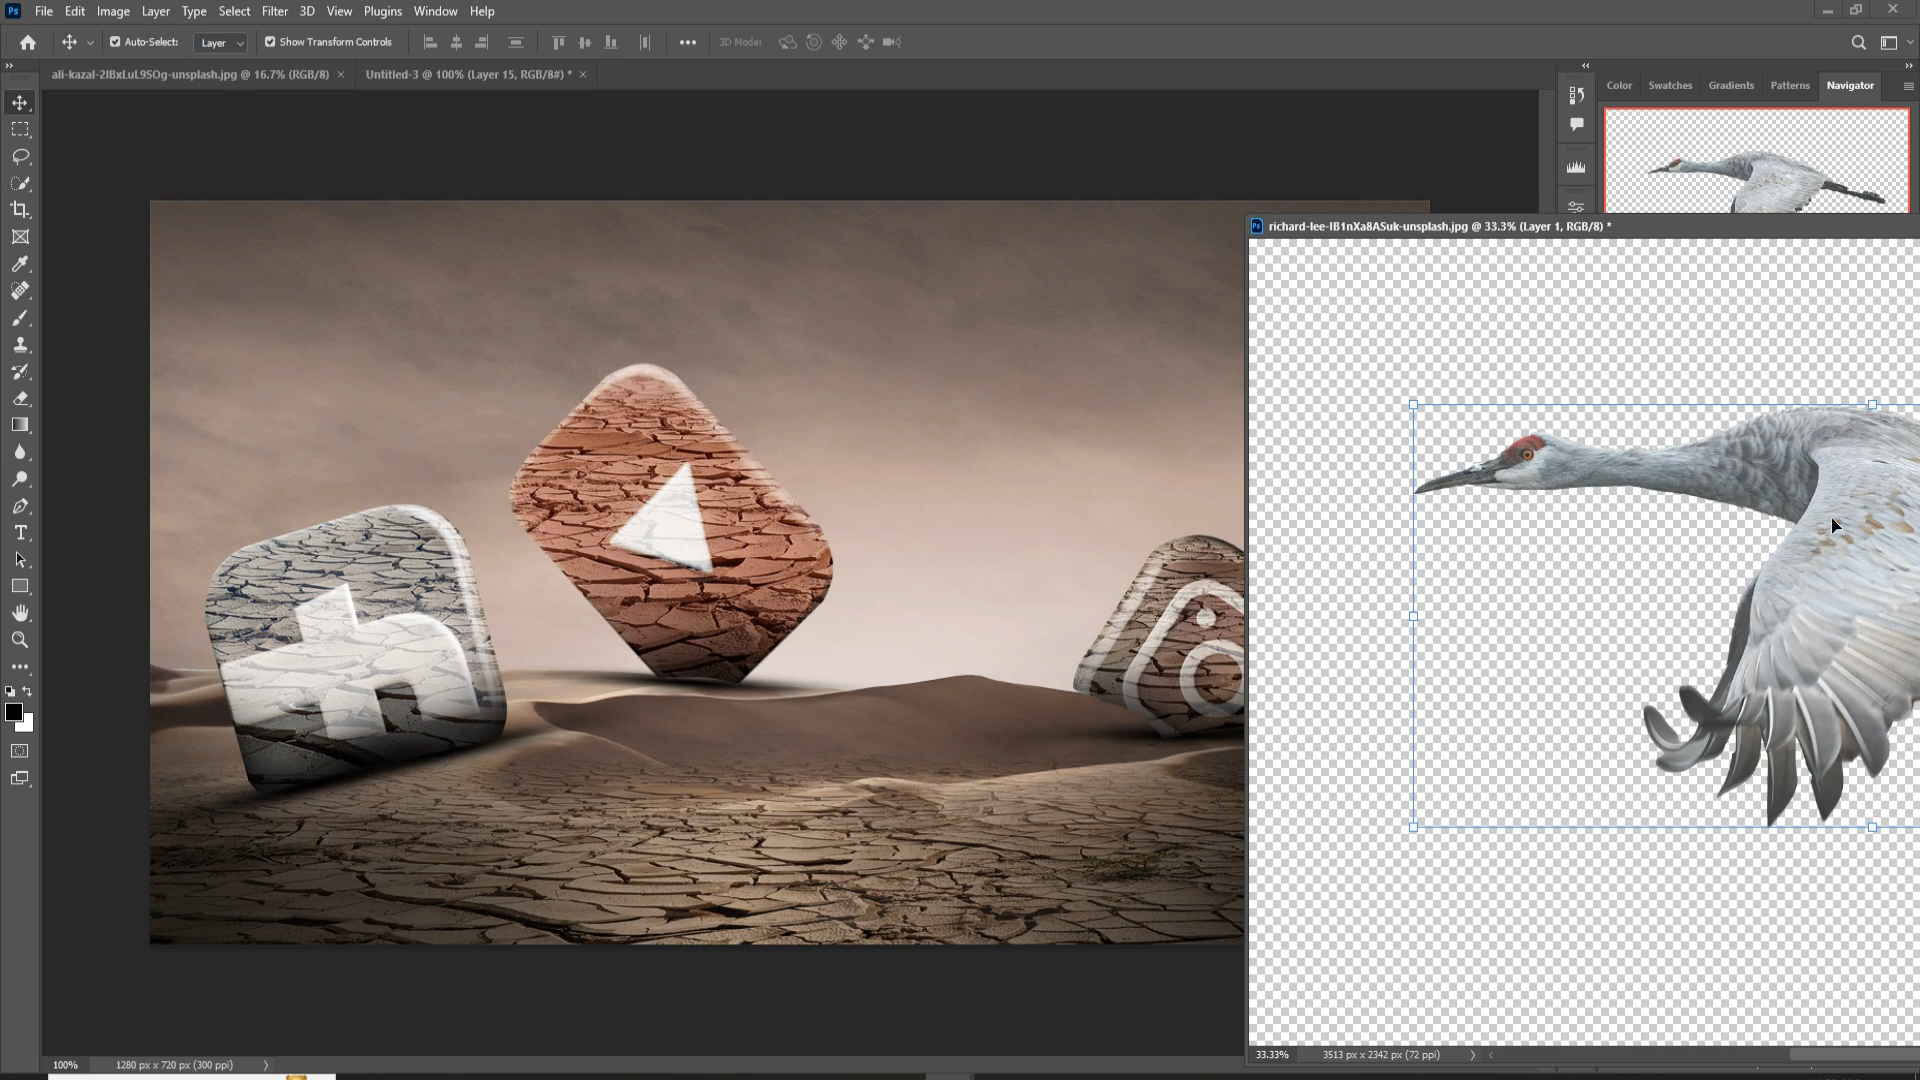 Ps File Edit Image Layer Type Select Filter 3D View Plugins Window Help
Auto-Select: Layer Show Transform Controls 3D Mode:
ali-kazal-2IBxLuL9SOg-unsplash.jpg @ 16.7% (RGB/8) × Untitled-3 @ 100% (Layer 15, RGB/8#) * ×
Color Swatches Gradients Patterns Navigator
Ps richard-lee-IB1nXa8ASuk-unsplash.jpg @ 33.3% (Layer 1, RGB/8) *
33.33% 3513 px x 2342 px (72 ppi)
100% 1280 px x 720 px (300 ppi)